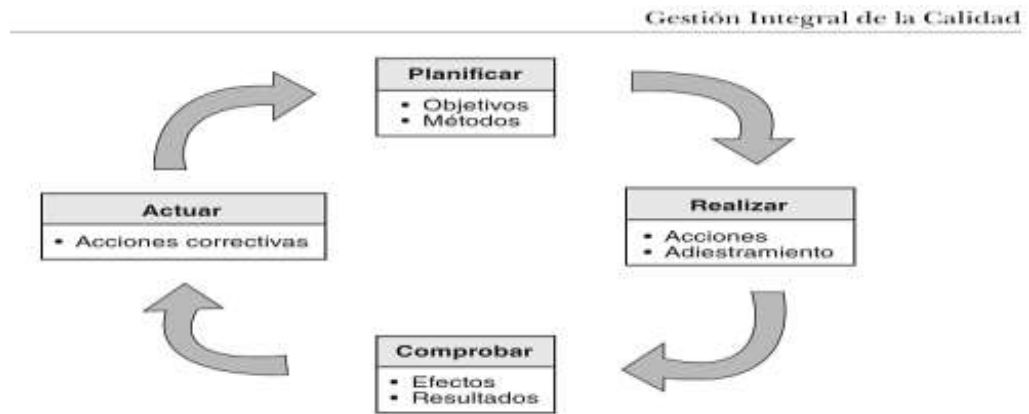 Gestión Integral de la Calidad
Planificar
• Objetivos
• Métodos
Realizar
• Acciones
• Adiestramiento
Comprobar
• Efectos
• Resultados
Actuar
• Acciones correctivas